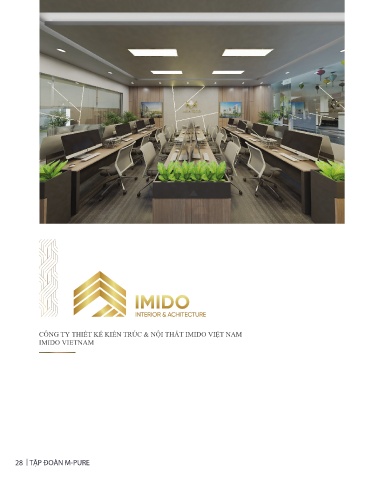 IMIDO
INTERIOR & ACHITECTURE
CÔNG TY THIẾT KẾ KIẾN TRÚC & NỘI THẤT IMIDO VIỆT NAM
IMIDO VIETNAM
28 | TẬP ĐOÀN M-PURE